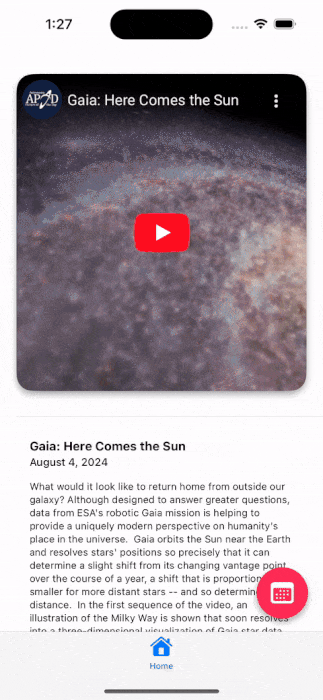 1:27
APOD
Gaia: Here Comes the Sun
Gaia: Here Comes the Sun
August 4, 2024
What would it look like to return home from outside our
galaxy? Although designed to answer greater questions,
data from ESA's robotic Gaia mission is helping to
provide a uniquely modern perspective on humanity's
place in the universe. Gaia orbits the Sun near the Earth
and resolves stars' positions so precisely that it can
determine a slight shift from its changing vantage point
over the course of a year, a shift that is proportion
smaller for more distant stars -- and so determin
distance. In the first sequence of the video, an
illustration of the Milky Way is shown that soon resolves
into a three-dimensional visualization of Gaia star data
Home